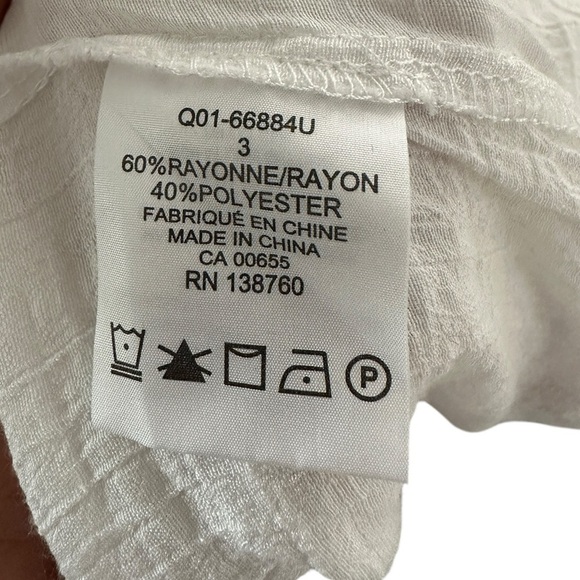 Q01-66884U
3
60%RAYONNE/RAYON
40%POLYESTER
FABRIQUÉ EN CHINE
MADE IN CHINA
CA 00655
RN 138760
P